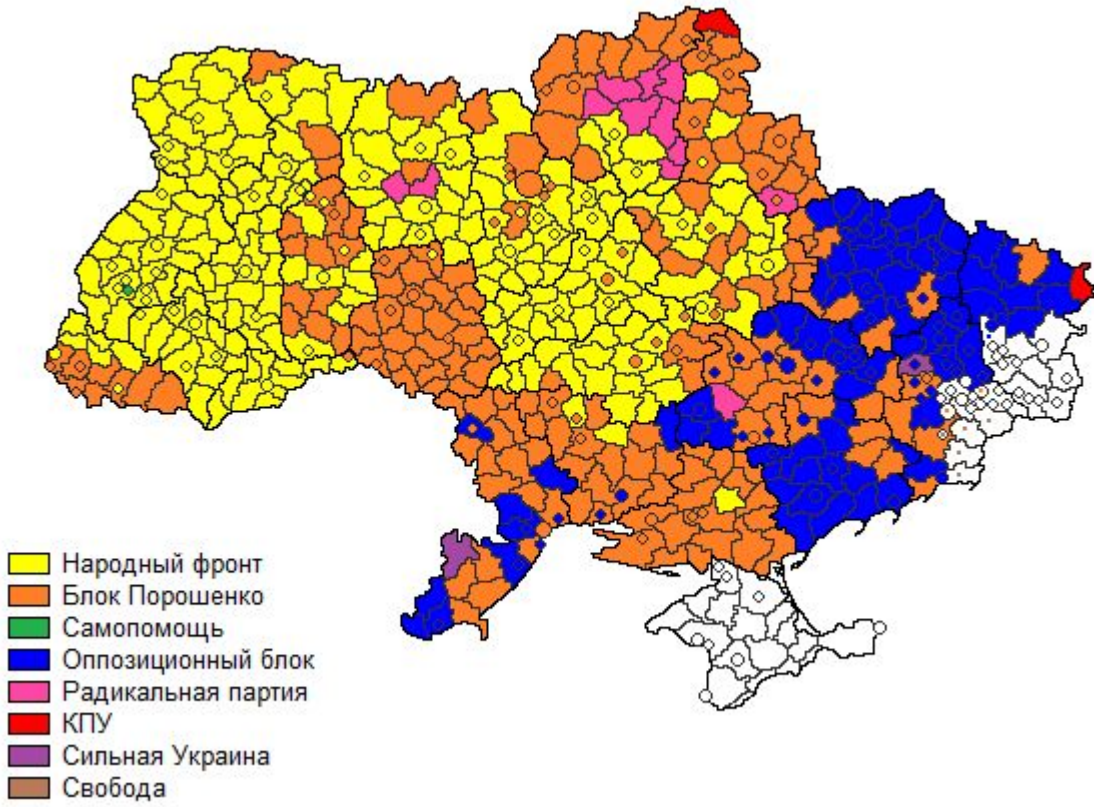 Народный фронт
Блок Порошенко
Самопомощь
Оппозиционный блок
Радикальная партия
КПУ
Сильная Украина
Свобода